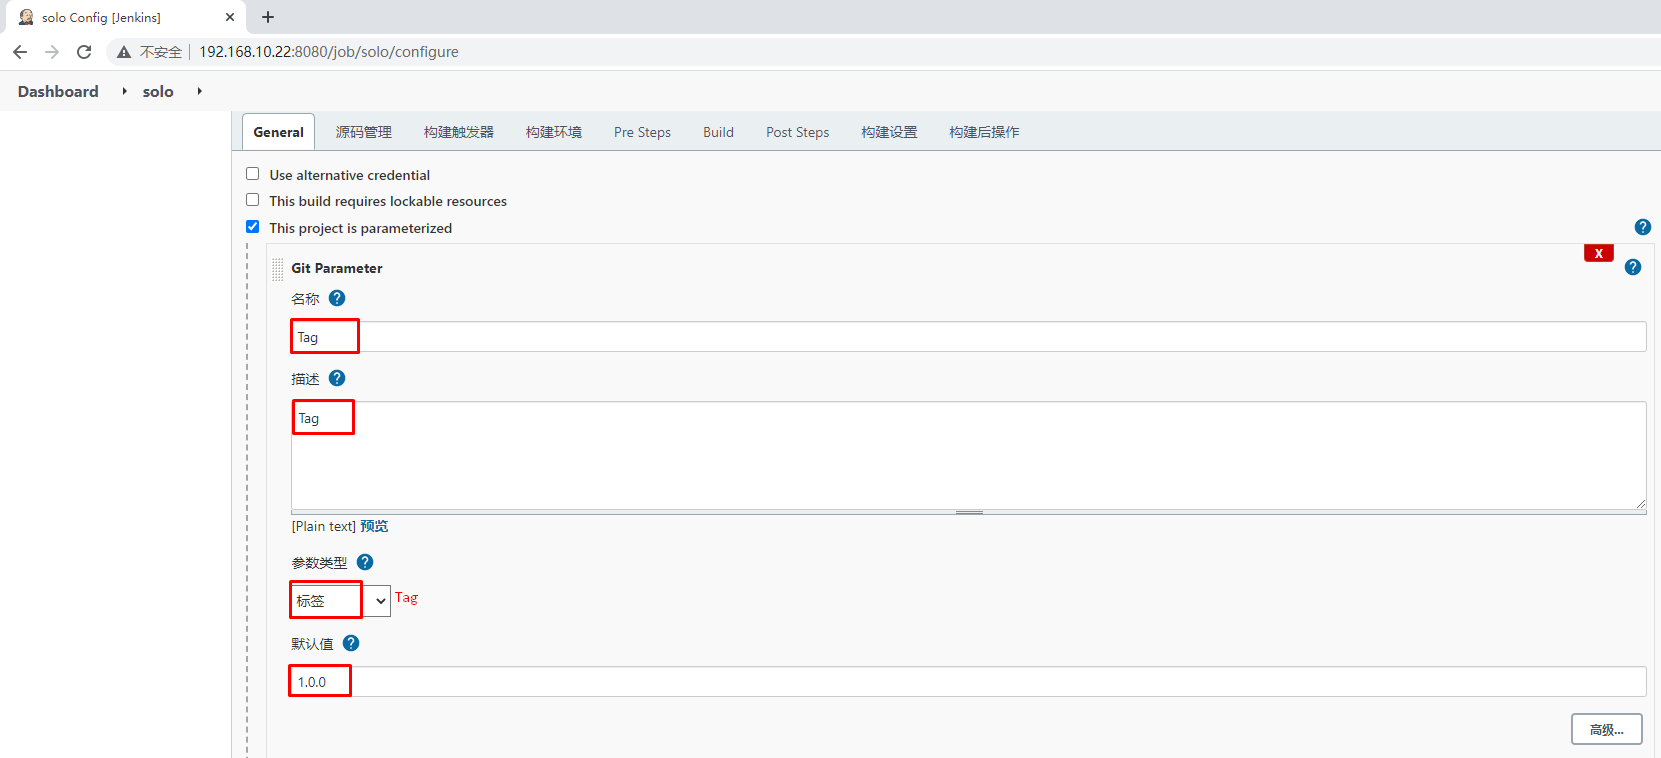 solo Config [Jenkins]
不安全 192.168.10.22:8080/job/solo/configure
Dashboard solo
General 源码管理 构建触发器 构建环境 Pre Steps Build Post Steps 构建设置 构建后操作
Use alternative credential
This build requires lockable resources
This project is parameterized
X
Git Parameter
名称
Tag
描述
Tag
[Plain text] 预览
参数类型
标签 Tag
默认值
1.0.0
高级...